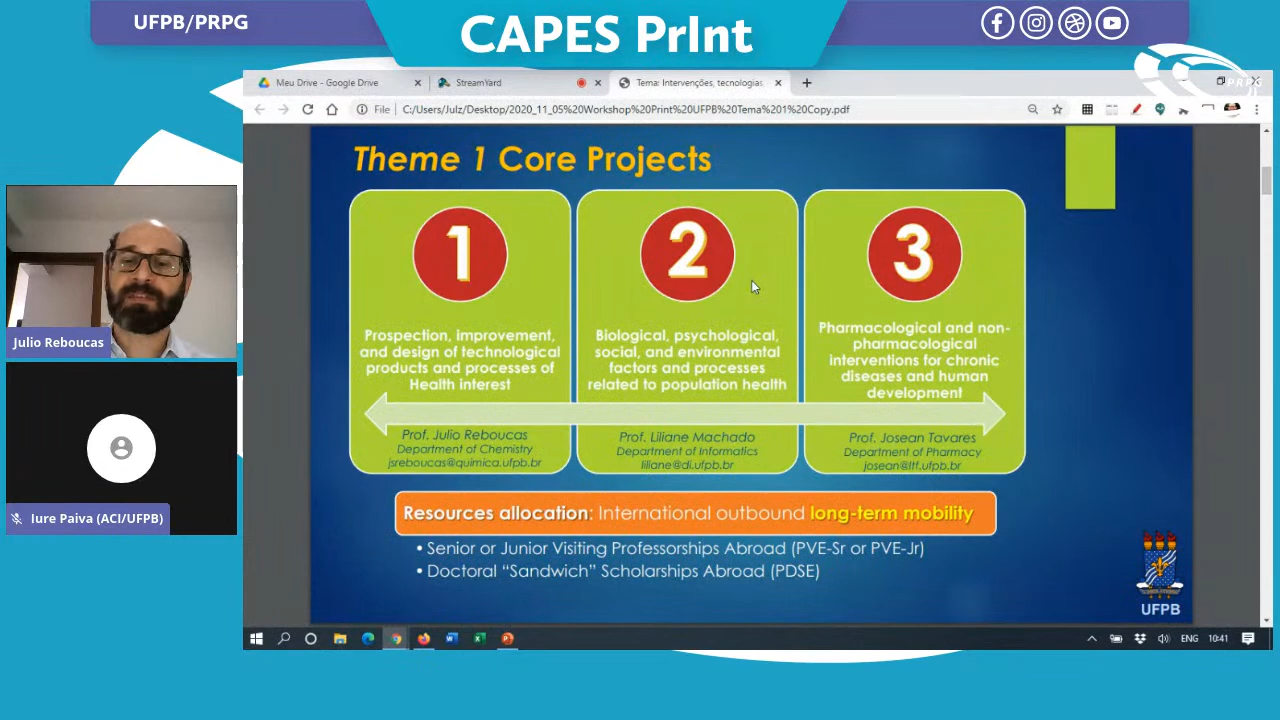 UFPB/PRPG
CAPES PrInt
PRPG
Meu Drive - Google Drive
StreamYard
Tema: Intervenções, tecnologias
File
C:/Users/Julz/Desktop/2020_11_05%20Workshop%20Print%20UFPB%20Tema%201%20Copy.pdf
Theme 1 Core Projects
1
Prospection, improvement,
and design of technological
products and processes of
Health interest
Prof. Julio Reboucas
Department of Chemistry
jsreboucas@quimica.ufpb.br
2
Biological, psychological,
social, and environmental
factors and processes
related to population health
Prof. Liliane Machado
Department of Informatics
liliane@di.ufpb.br
3
Pharmacological and non-
pharmacological
interventions for chronic
diseases and human
development
Prof. Josean Tavares
Department of Pharmacy
josean@ltf.ufpb.br
Resources allocation: International outbound long-term mobility
• Senior or Junior Visiting Professorships Abroad (PVE-Sr or PVE-Jr)
• Doctoral “Sandwich” Scholarships Abroad (PDSE)
UFPB
Julio Reboucas
Iure Paiva (ACI/UFPB)
ENG
10:41